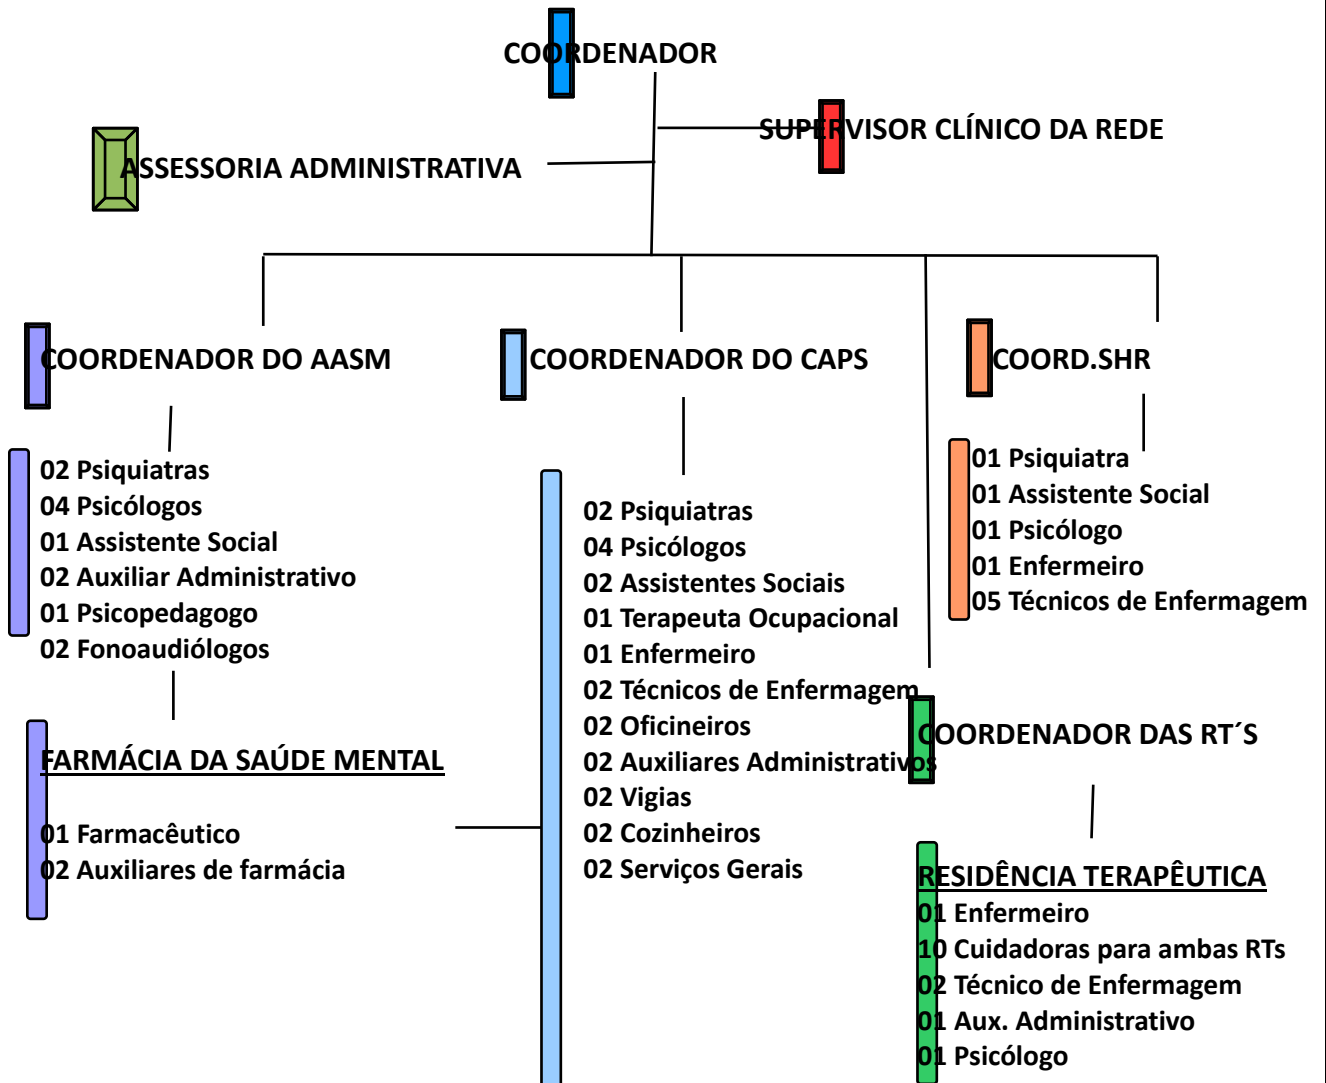 COORDENADOR
SUPERVISOR CLÍNICO DA REDE
ASSESSORIA ADMINISTRATIVA
COORDENADOR DO AASM
02 Psiquiatras
04 Psicólogos
01 Assistente Social
02 Auxiliar Administrativo
01 Psicopedagogo
02 Fonoaudiólogos
FARMÁCIA DA SAÚDE MENTAL
01 Farmacêutico
02 Auxiliares de farmácia
COORDENADOR DO CAPS
02 Psiquiatras
04 Psicólogos
02 Assistentes Sociais
01 Terapeuta Ocupacional
01 Enfermeiro
02 Técnicos de Enfermagem
02 Oficineiros
02 Auxiliares Administrativos
02 Vigias
02 Cozinheiros
02 Serviços Gerais
COORD.SHR
01 Psiquiatra
01 Assistente Social
01 Psicólogo
01 Enfermeiro
05 Técnicos de Enfermagem
COORDENADOR DAS RT´S
RESIDÊNCIA TERAPÊUTICA
01 Enfermeiro
10 Cuidadoras para ambas RTs
02 Técnico de Enfermagem
01 Aux. Administrativo
01 Psicólogo